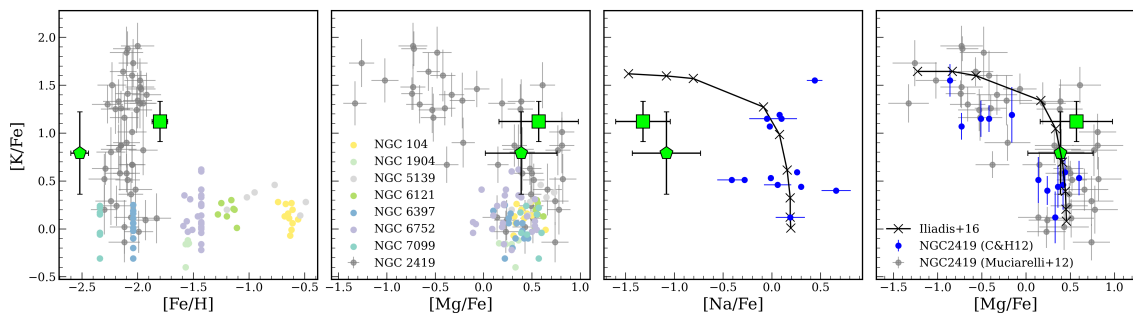 [K/Fe]
2.0
1.5
1.0
0.5
0.0
−0.5
−2.5 −2.0 −1.5 −1.0 −0.5
[Fe/H]
NGC 104
NGC 1904
NGC 5139
NGC 6121
NGC 6397
NGC 6752
NGC 7099
NGC 2419
−1.5 −1.0 −0.5 0.0 0.5 1.0
[Mg/Fe]
−1.5 −1.0 −0.5 0.0 0.5
[Na/Fe]
Iliadis+16
NGC2419 (C&H12)
NGC2419 (Muciarelli+12)
−1.5 −1.0 −0.5 0.0 0.5 1.0
[Mg/Fe]